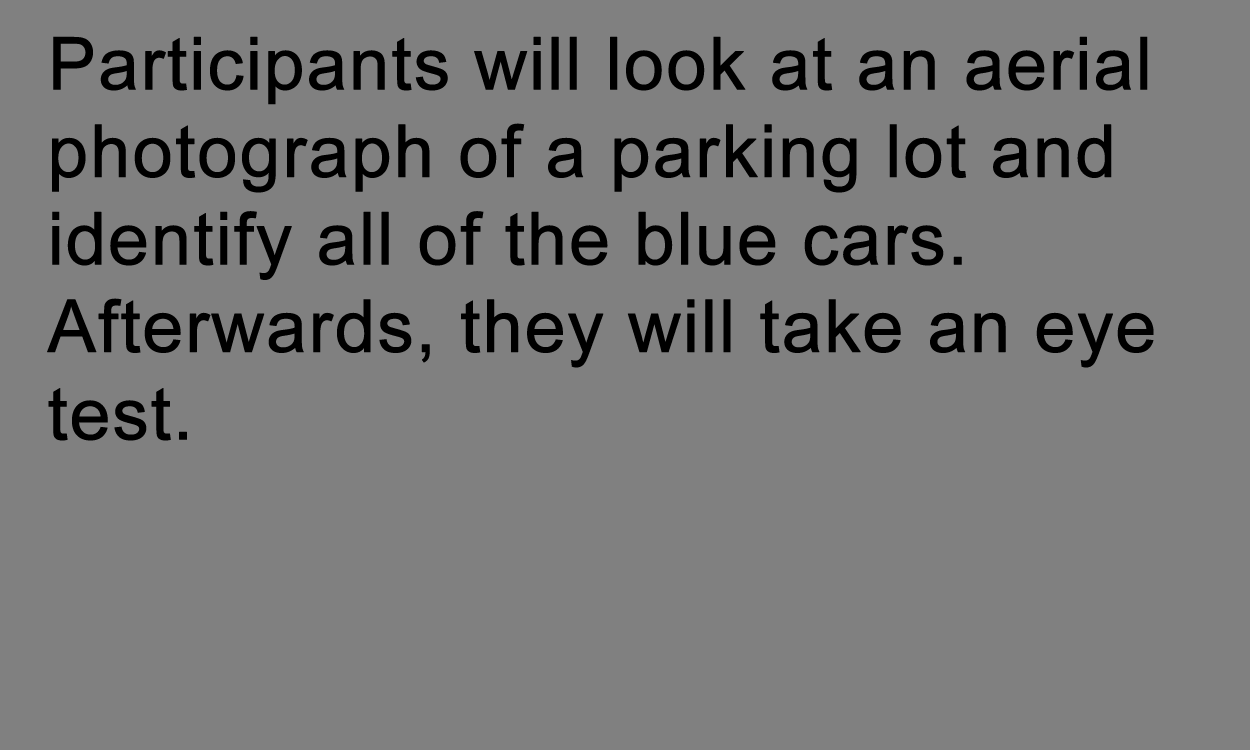 Participants will look at an aerial
photograph of a parking lot and
identify all of the blue cars.
Afterwards, they will take an eye
test.